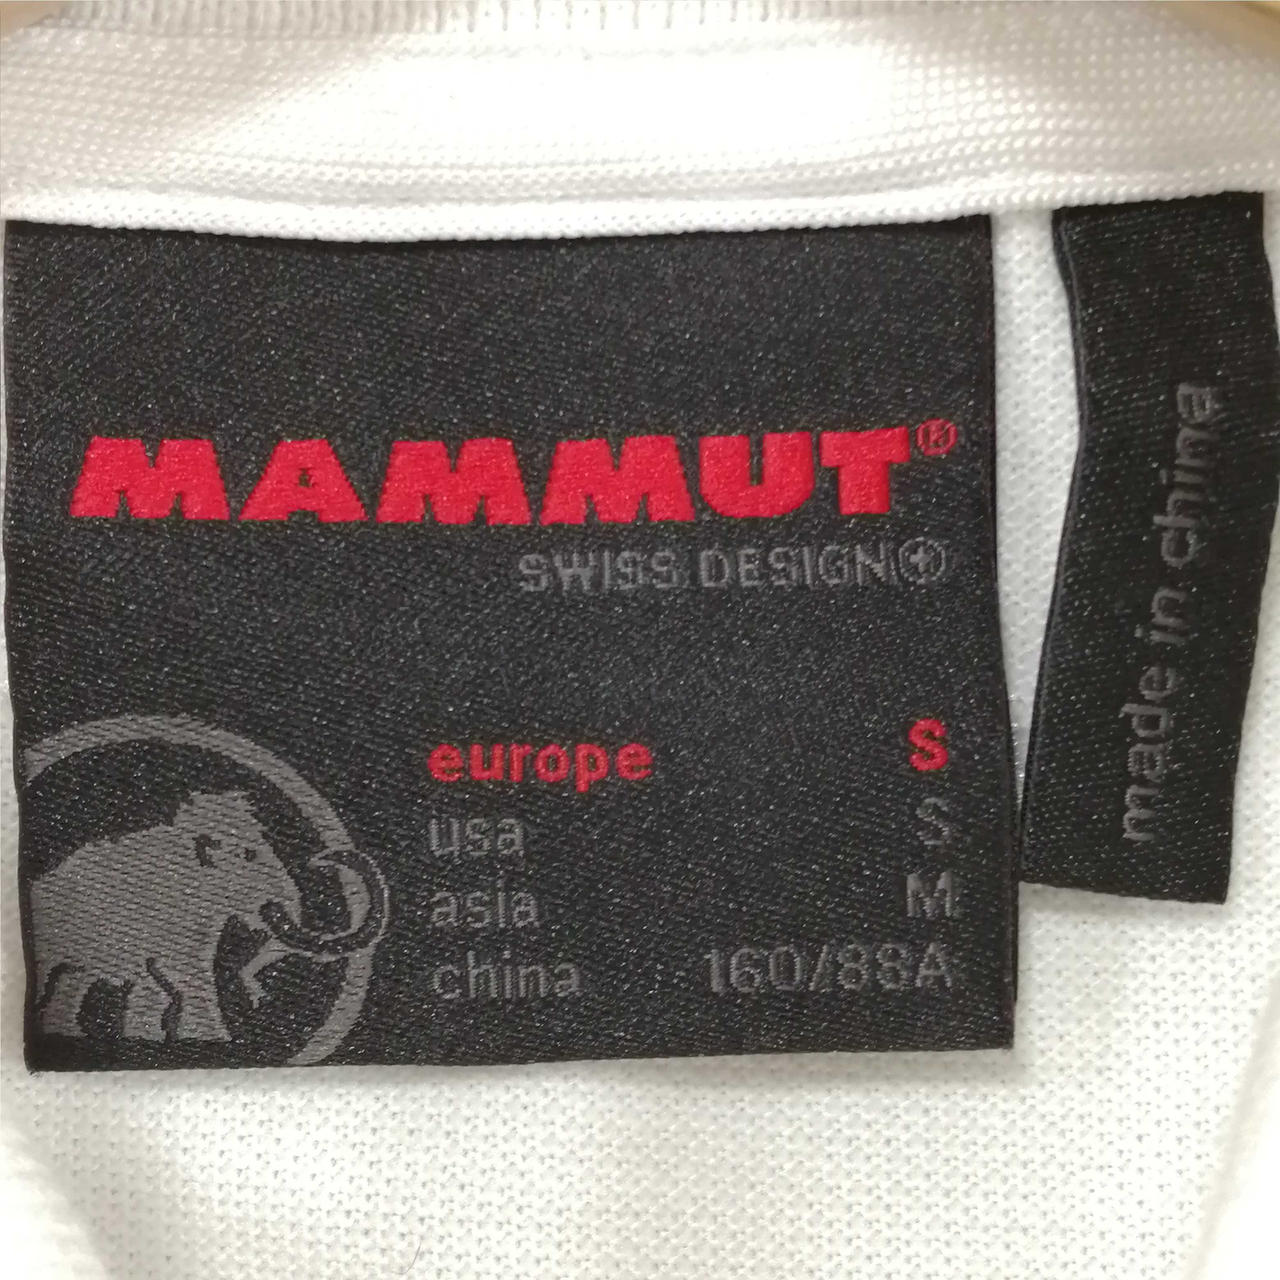 MAMMUT®
SWISS DESIGN
europe S
usa S
asia M
china 160/88A
made in china